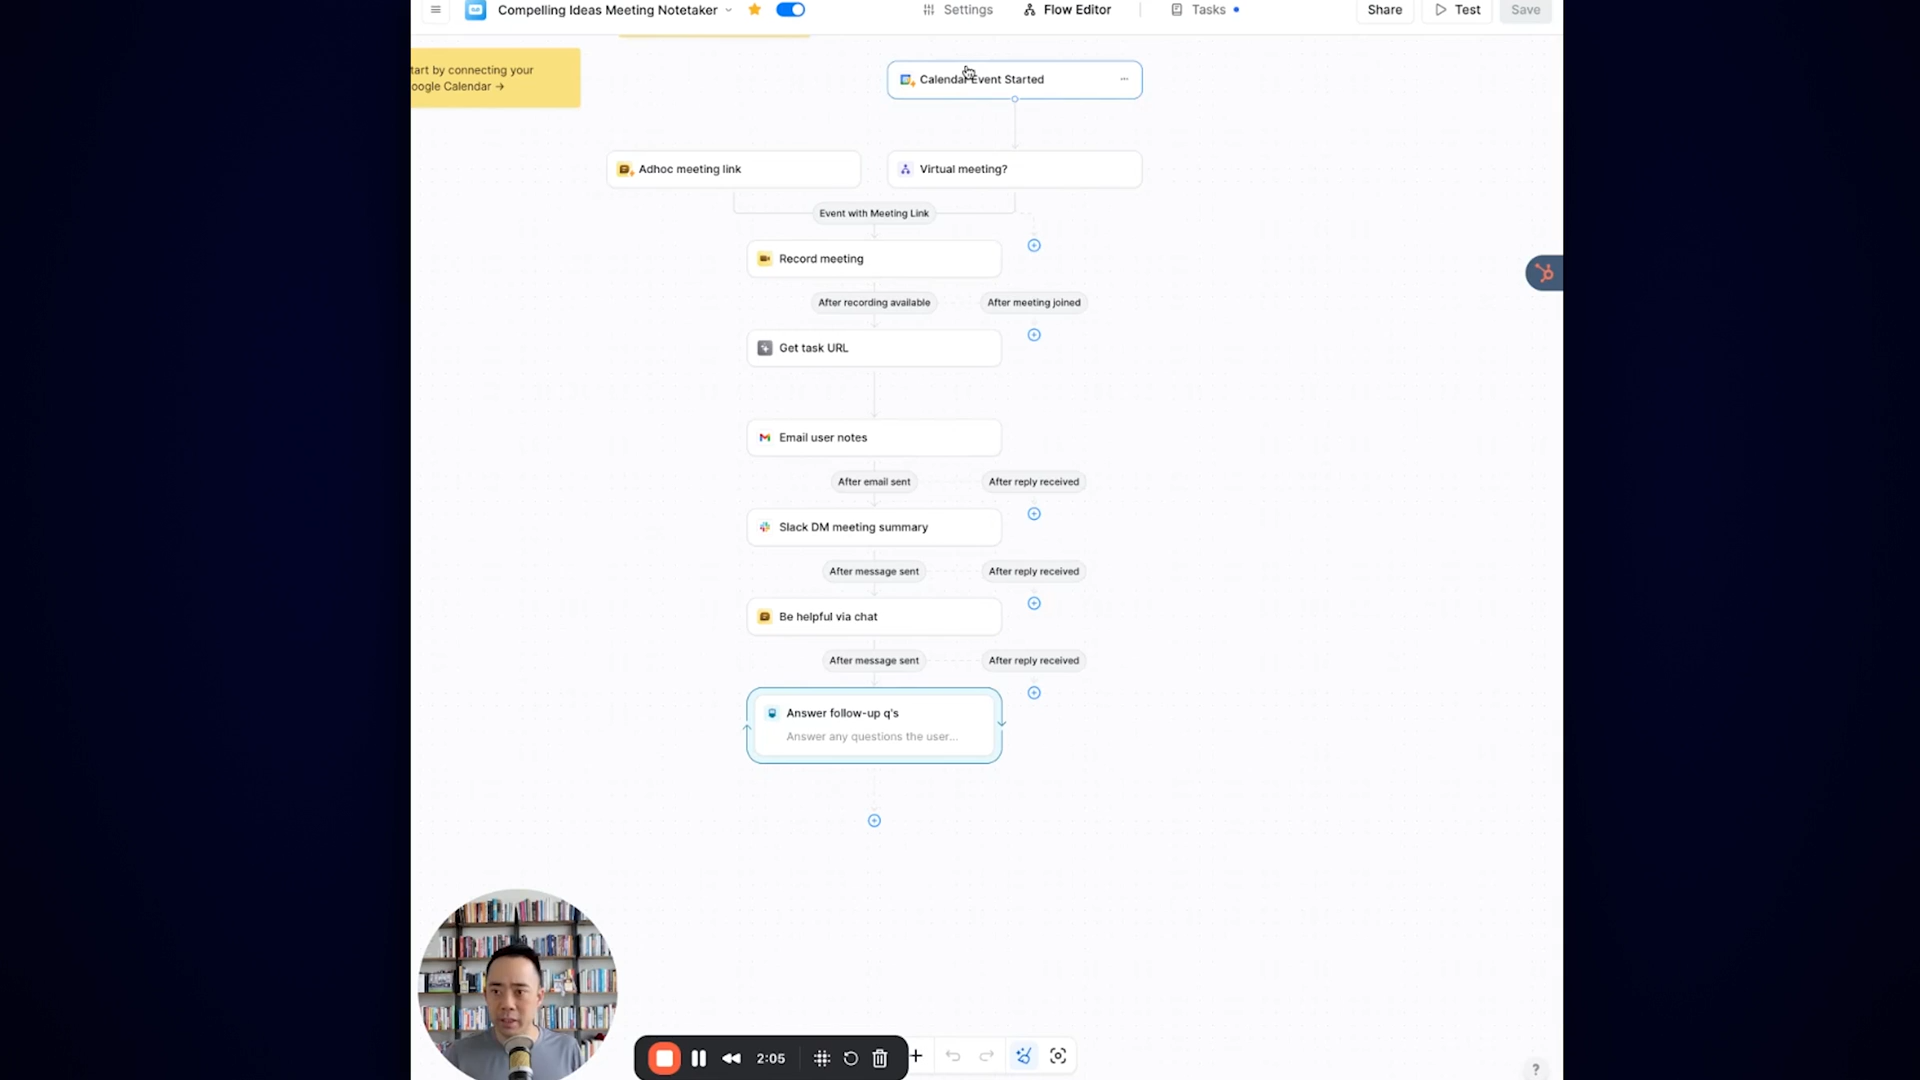 Compelling Ideas Meeting Notetaker
Settings
Flow Editor
Tasks
Share
Test
Save
tart by connecting your
oogle Calendar →
Calendar Event Started
Adhoc meeting link
Virtual meeting?
Event with Meeting Link
Record meeting
After recording available
After meeting joined
Get task URL
Email user notes
After email sent
After reply received
Slack DM meeting summary
After message sent
After reply received
Be helpful via chat
After message sent
After reply received
Answer follow-up q's
Answer any questions the user...
2:05
?